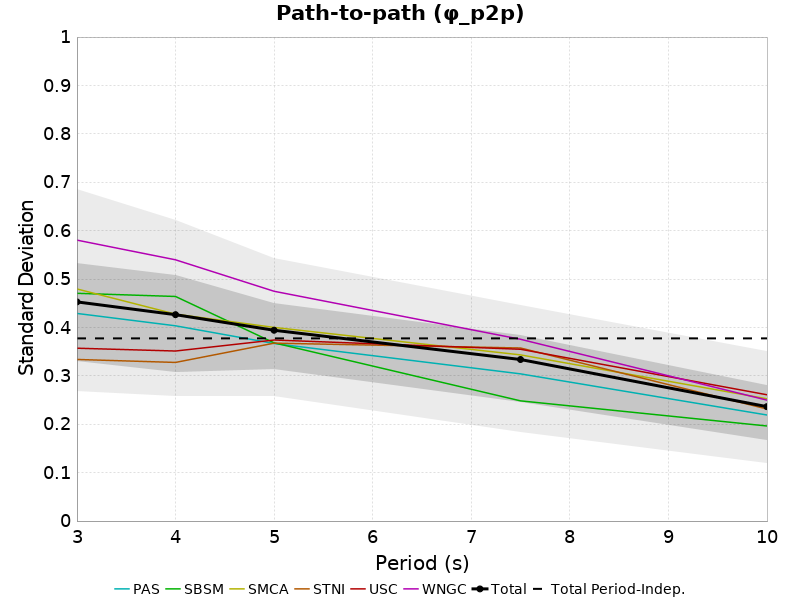 Path-to-path (φ_p2p)
1
0.9
0.8
0.7
0.6
0.5
0.4
0.3
0.2
0.1
0
Standard Deviation
3 4 5 6 7 8 9 10
Period (s)
PAS SBSM SMCA STNI USC WNGC Total Total Period-Indep.